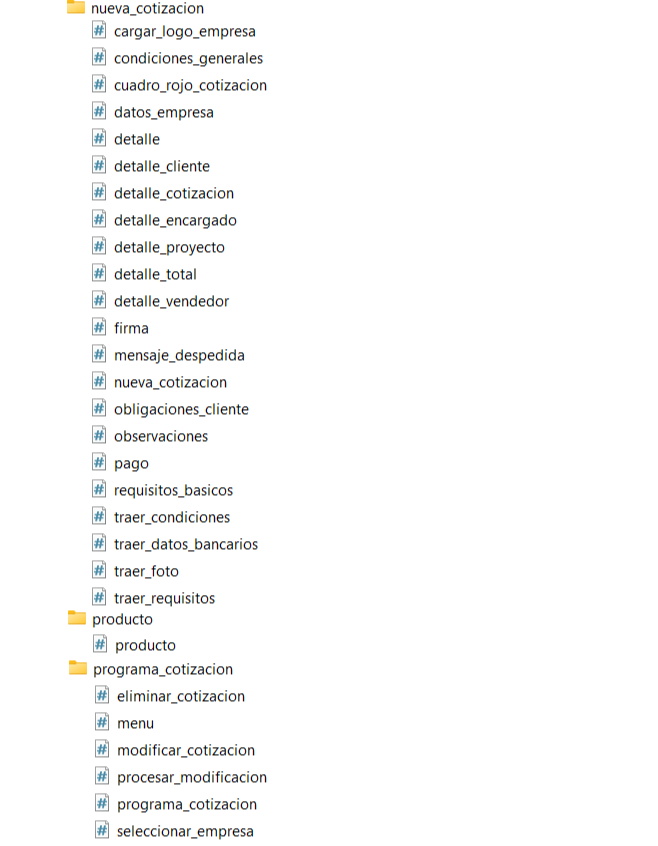 nueva_cotizacion
# cargar_logo_empresa
# condiciones_generales
# cuadro_rojo_cotizacion
# datos_empresa
# detalle
# detalle_cliente
# detalle_cotizacion
# detalle_encargado
# detalle_proyecto
# detalle_total
# detalle_vendedor
# firma
# mensaje_despedida
# nueva_cotizacion
# obligaciones_cliente
# observaciones
# pago
# requisitos_basicos
# traer_condiciones
# traer_datos_bancarios
# traer_foto
# traer_requisitos
producto
# producto
programa_cotizacion
# eliminar_cotizacion
# menu
# modificar_cotizacion
# procesar_modificacion
# programa_cotizacion
# seleccionar_empresa